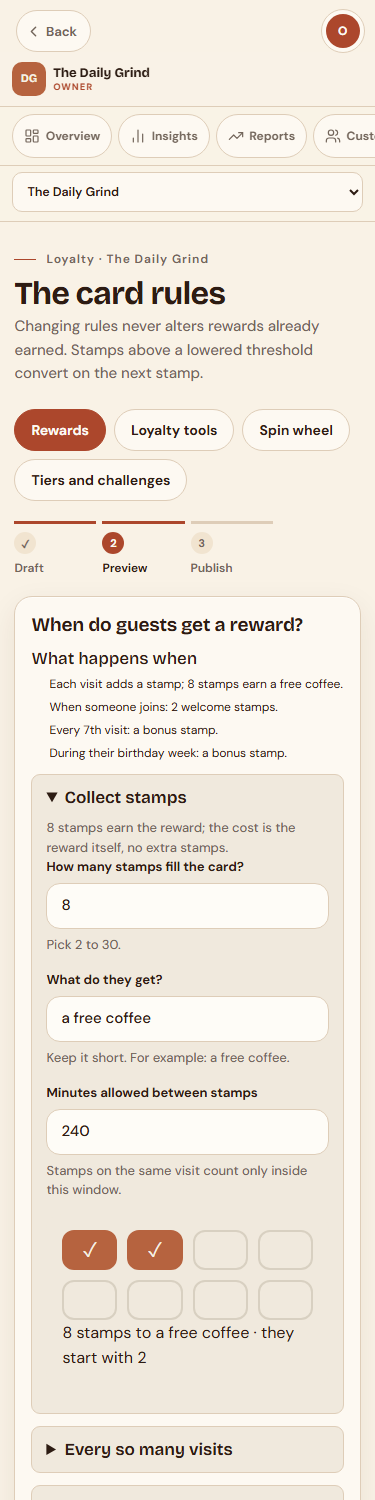 Back
O
DG
The Daily Grind
OWNER
Overview
Insights
Reports
The Daily Grind
Loyalty · The Daily Grind
The card rules
Changing rules never alters rewards already
earned. Stamps above a lowered threshold
convert on the next stamp.
Rewards
Loyalty tools
Spin wheel
Tiers and challenges
✓
2
3
Draft
Preview
Publish
When do guests get a reward?
What happens when
Each visit adds a stamp; 8 stamps earn a free coffee.
When someone joins: 2 welcome stamps.
Every 7th visit: a bonus stamp.
During their birthday week: a bonus stamp.
Collect stamps
8 stamps earn the reward; the cost is the
reward itself, no extra stamps.
How many stamps fill the card?
8
Pick 2 to 30.
What do they get?
a free coffee
Keep it short. For example: a free coffee.
Minutes allowed between stamps
240
Stamps on the same visit count only inside
this window.
✓ ✓
8 stamps to a free coffee · they
start with 2
Every so many visits